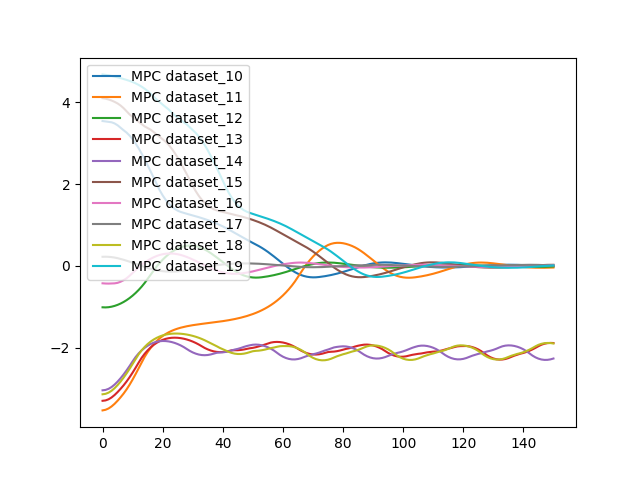 MPC dataset_10
MPC dataset_11
MPC dataset_12
MPC dataset_13
MPC dataset_14
MPC dataset_15
MPC dataset_16
MPC dataset_17
MPC dataset_18
MPC dataset_19
4
2
0
−2
0 20 40 60 80 100 120 140